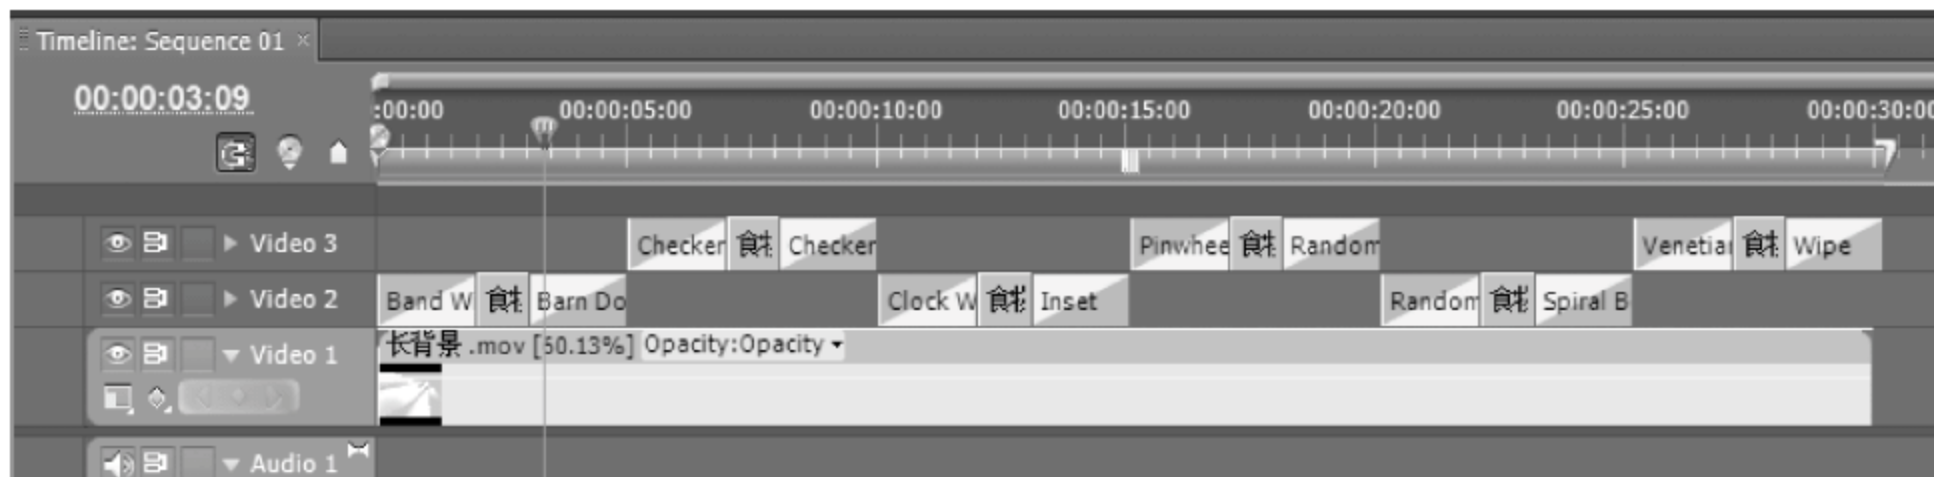 Timeline: Sequence 01 ×
00:00:03:09
:00:00 00:00:05:00 00:00:10:00 00:00:15:00 00:00:20:00 00:00:25:00 00:00:30:00
Video 3 Checker Checker Pinwhee Random Venetia Wipe
Video 2 Band W Barn Do Clock W Inset Random Spiral B
Video 1 长背景 .mov [50.13%] Opacity:Opacity
Audio 1